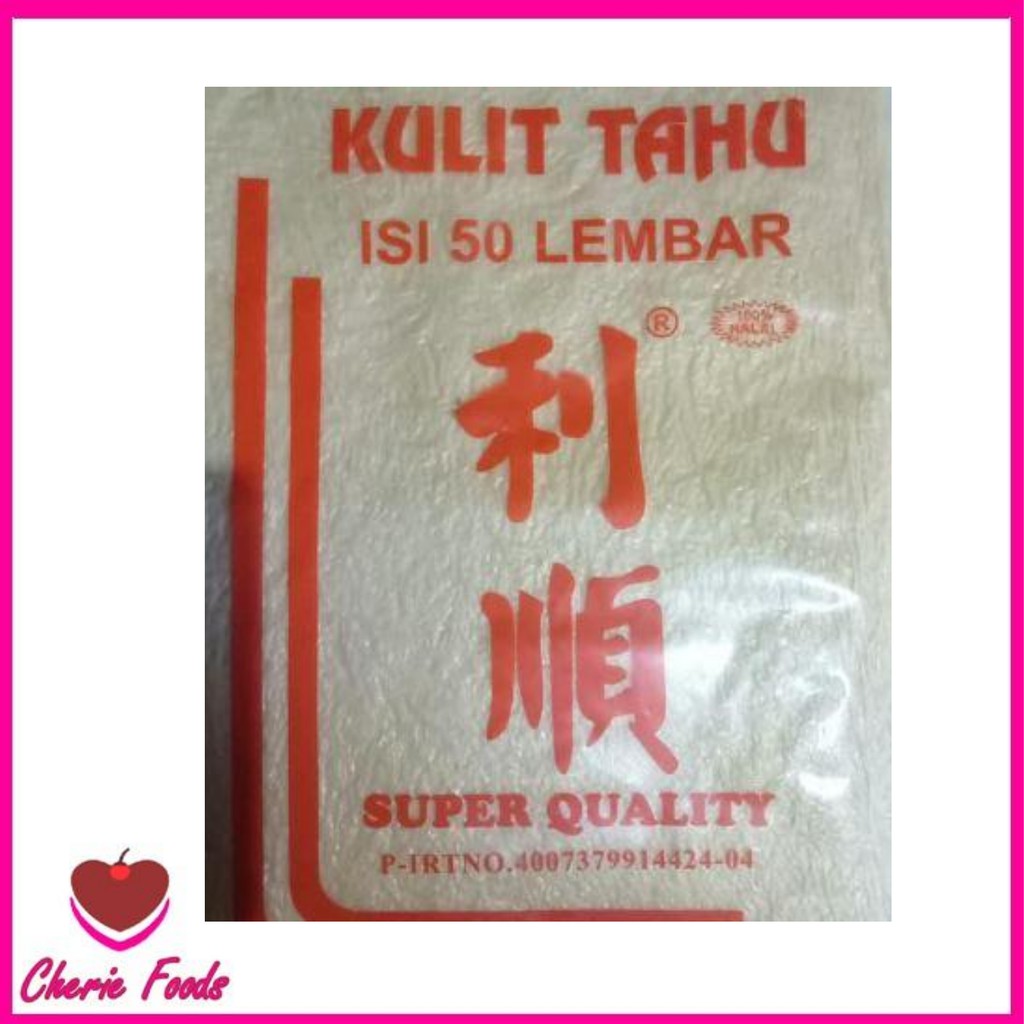 KULIT TAHU
ISI 50 LEMBAR
®
100%
HALAL
利
順
SUPER QUALITY
P-IRTNO.4007379914424-04
Cherie Foods